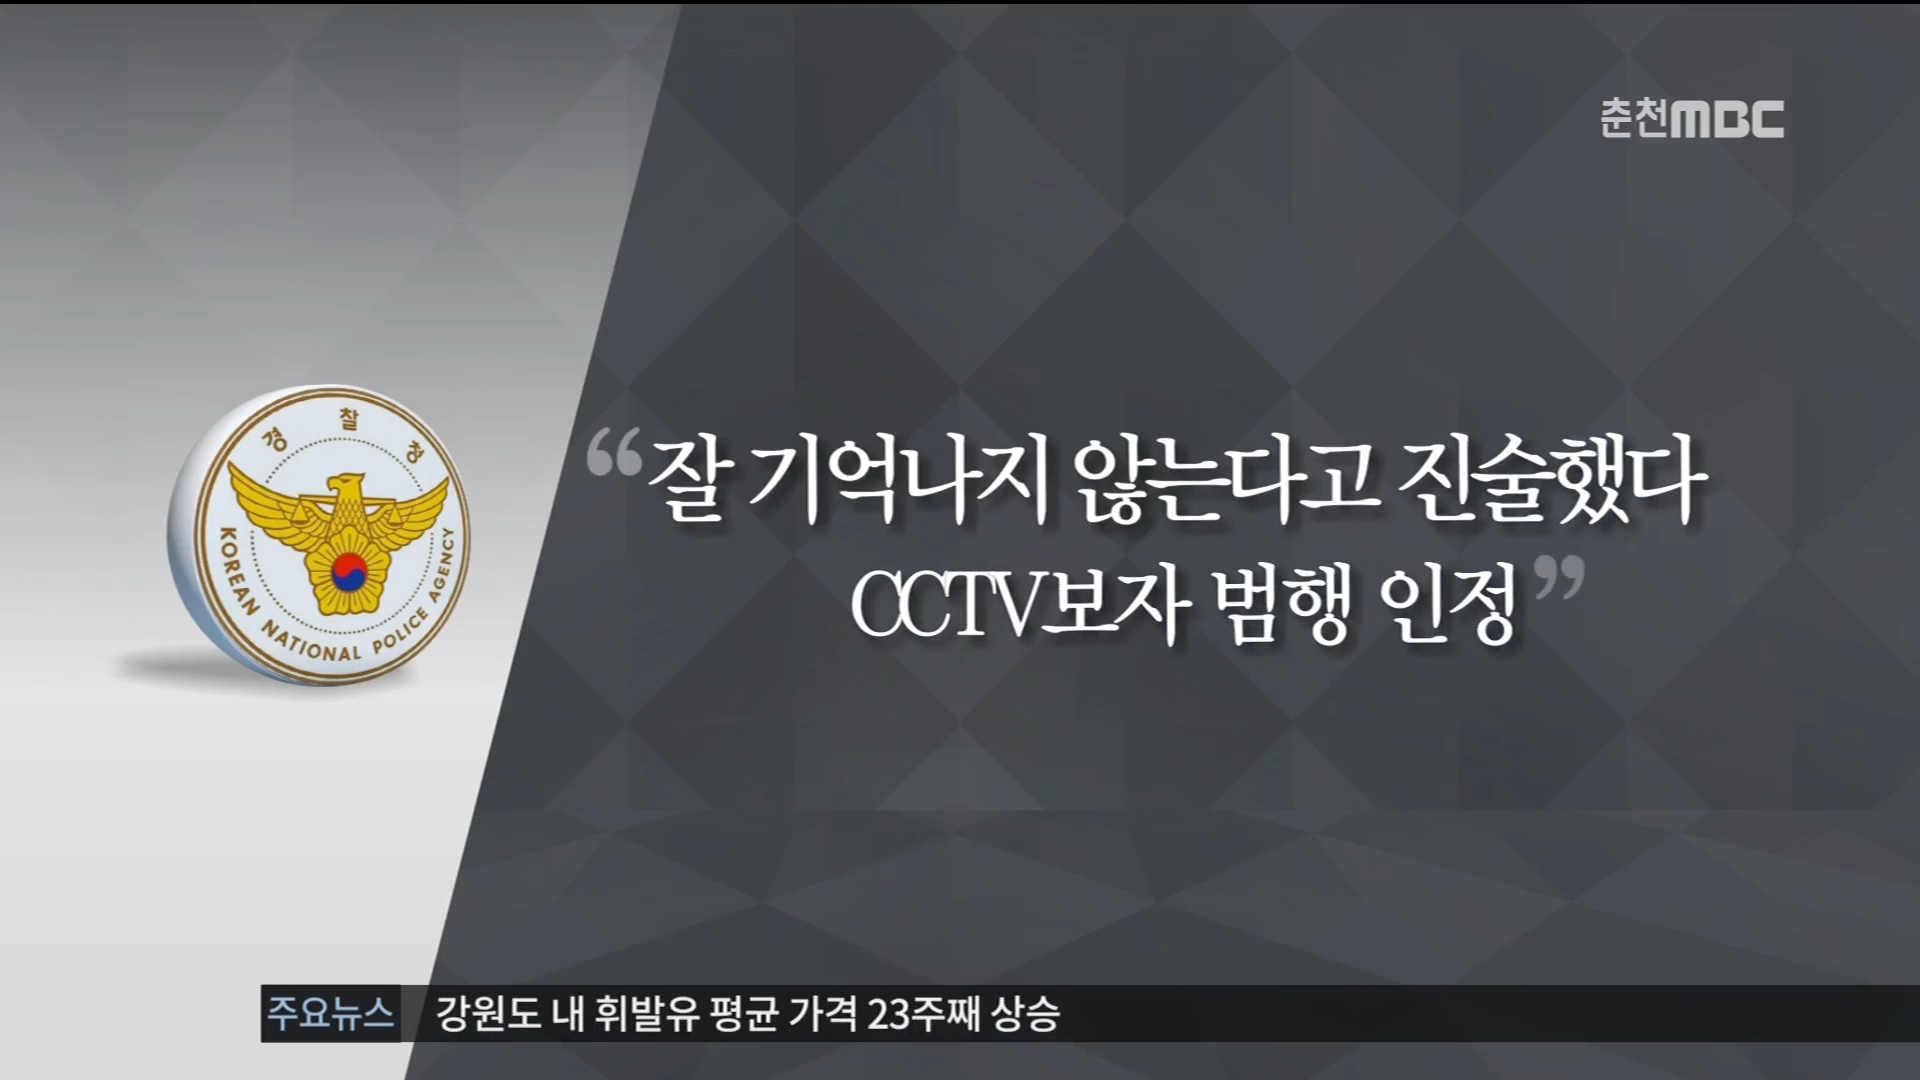 춘천MBC
경찰청
KOREAN NATIONAL POLICE AGENCY
“잘 기억나지 않는다고 진술했다
CCTV보자 범행 인정”
주요뉴스 강원도 내 휘발유 평균 가격 23주째 상승